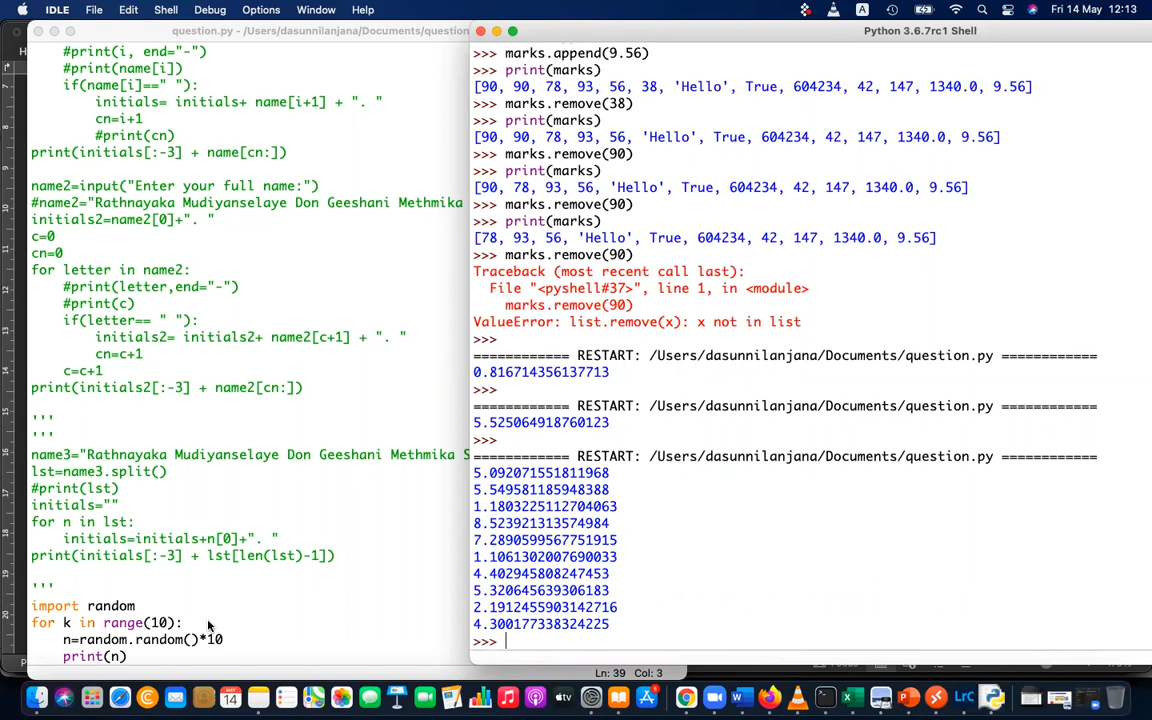 IDLE File Edit Format Shell Debug Options Window Help
A
Fri 14 May 12:13
question.py - /Users/dasunnilanjana/Documents/question
#print(i, end="-")
#print(name[i])
if(name[i]==" "):
initials= initials+ name[i+1] + ". "
cn=i+1
#print(cn)
print(initials[:-3] + name[cn:])
name2=input("Enter your full name:")
#name2="Rathnayaka Mudiyanselaye Don Geeshani Methmika
initials2=name2[0]+". "
c=0
cn=0
for letter in name2:
#print(letter,end="-")
#print(c)
if(letter== " "):
initials2= initials2+ name2[c+1] + ". "
cn=c+1
c=c+1
print(initials2[:-3] + name2[cn:])
'''
'''
name3="Rathnayaka Mudiyanselaye Don Geeshani Methmika S
lst=name3.split()
#print(lst)
initials=""
for n in lst:
initials=initials+n[0]+". "
print(initials[:-3] + lst[len(lst)-1])
'''
import random
for k in range(10):
n=random.random()*10
print(n)
Ln: 39 Col: 3
Python 3.6.7rc1 Shell
>>> marks.append(9.56)
>>> print(marks)
[90, 90, 78, 93, 56, 38, 'Hello', True, 604234, 42, 147, 1340.0, 9.56]
>>> marks.remove(38)
>>> print(marks)
[90, 90, 78, 93, 56, 'Hello', True, 604234, 42, 147, 1340.0, 9.56]
>>> marks.remove(90)
>>> print(marks)
[90, 78, 93, 56, 'Hello', True, 604234, 42, 147, 1340.0, 9.56]
>>> marks.remove(90)
>>> print(marks)
[78, 93, 56, 'Hello', True, 604234, 42, 147, 1340.0, 9.56]
>>> marks.remove(90)
Traceback (most recent call last):
File "<pyshell#37>", line 1, in <module>
marks.remove(90)
ValueError: list.remove(x): x not in list
>>>
============ RESTART: /Users/dasunnilanjana/Documents/question.py ============
0.816714356137713
>>>
============ RESTART: /Users/dasunnilanjana/Documents/question.py ============
5.525064918760123
>>>
============ RESTART: /Users/dasunnilanjana/Documents/question.py ============
5.092071551811968
5.549581185948388
1.1803225112704063
8.523921313574984
7.2890599567751915
1.1061302007690033
4.402945808247453
5.320645639306183
2.1912455903142716
4.300177338324225
>>>